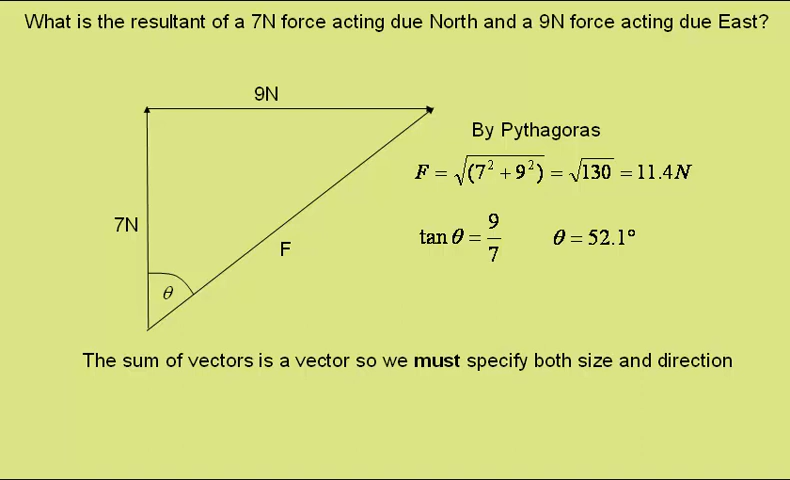 What is the resultant of a 7N force acting due North and a 9N force acting due East?
9N
By Pythagoras
F = √(7² + 9²) = √130 = 11.4N
7N
tan θ = 9/7 θ = 52.1°
F
θ
The sum of vectors is a vector so we must specify both size and direction